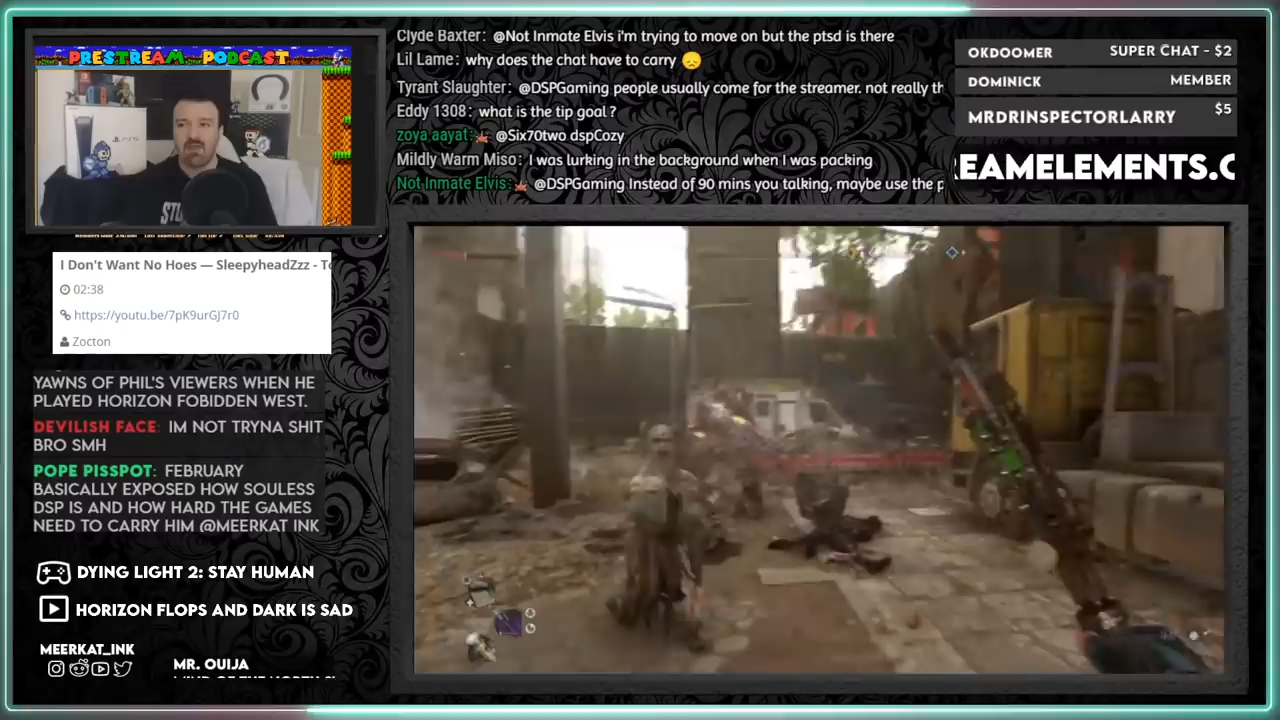 PRESTREAM PODCAST
Clyde Baxter: @Not Inmate Elvis i'm trying to move on but the ptsd is there
Lil Lame: why does the chat have to carry 😞
Tyrant Slaughter: @DSPGaming people usually come for the streamer. not really th
Eddy 1308: what is the tip goal?
zoya aayat: @Six70two dspCozy
Mildly Warm Miso: I was lurking in the background when I was packing
Not Inmate Elvis: @DSPGaming Instead of 90 mins you talking, maybe use the p
OKDOOMER SUPER CHAT - $2
DOMINICK MEMBER
MRDRINSPECTORLARRY $5
REAMELEMENTS.C
I Don't Want No Hoes — SleepyheadZzz - To
02:38
https://youtu.be/7pK9urGJ7r0
Zocton
YAWNS OF PHIL'S VIEWERS WHEN HE
PLAYED HORIZON FOBIDDEN WEST.
DEVILISH FACE: IM NOT TRYNA SHIT
BRO SMH
POPE PISSPOT: FEBRUARY
BASICALLY EXPOSED HOW SOULESS
DSP IS AND HOW HARD THE GAMES
NEED TO CARRY HIM @MEERKAT INK
DYING LIGHT 2: STAY HUMAN
HORIZON FLOPS AND DARK IS SAD
MEERKAT_INK
MR. OUIJA